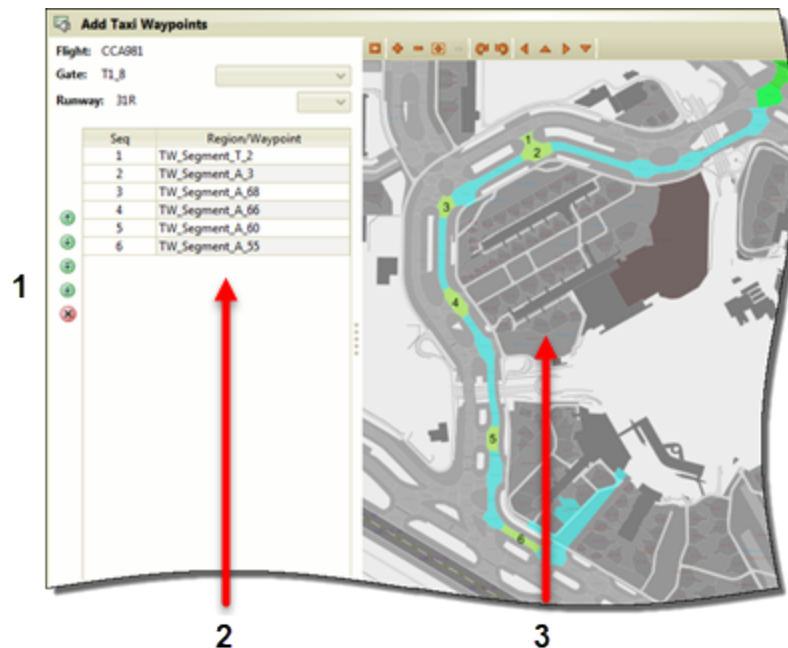 Add Taxi Waypoints
Flight: CCA981
Gate: T1_8
Runway: 31R
Seq Region/Waypoint
1 TW_Segment_T_2
2 TW_Segment_A_3
3 TW_Segment_A_68
4 TW_Segment_A_66
5 TW_Segment_A_60
6 TW_Segment_A_55
1
2
3
4
5
6
1
2
3